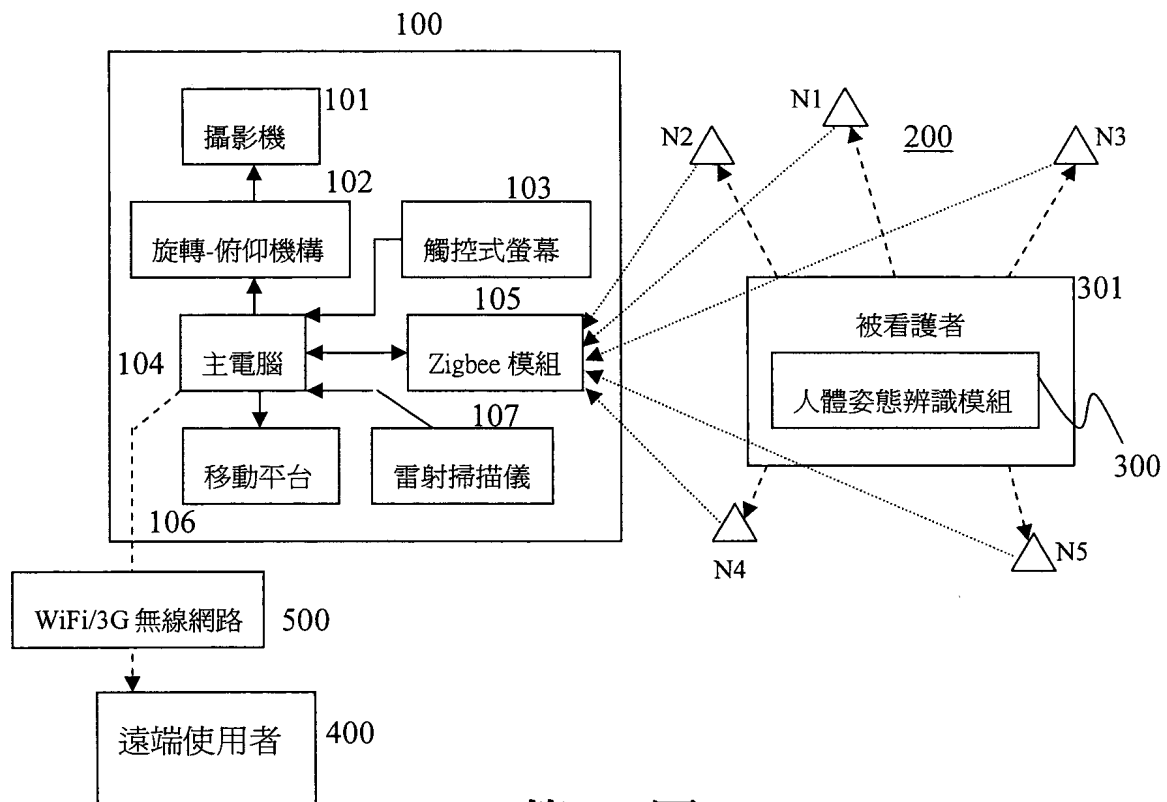 100
101
攝影機
102
旋轉-俯仰機構
103
觸控式螢幕
104
主電腦
105
Zigbee 模組
107
移動平台
雷射掃描儀
106
WiFi/3G 無線網路
500
遠端使用者
400
N1
N2
200
N3
301
被看護者
人體姿態辨識模組
300
N4
N5